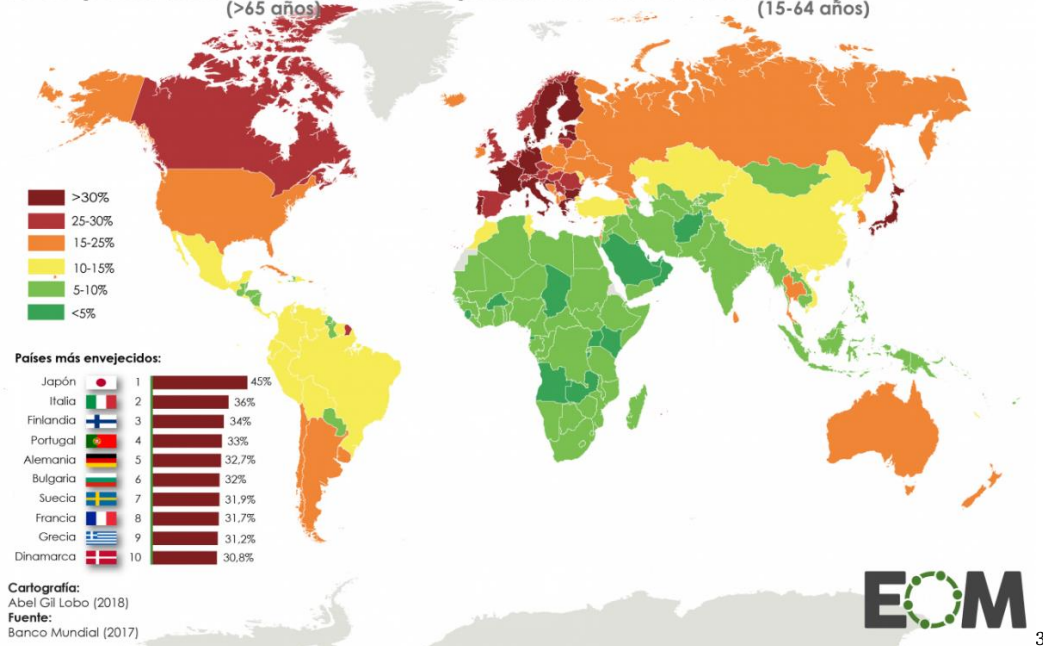 (>65 años)
(15-64 años)
>30%
25-30%
15-25%
10-15%
5-10%
<5%
Países más envejecidos:
Japón 1 45%
Italia 2 36%
Finlandia 3 34%
Portugal 4 33%
Alemania 5 32,7%
Bulgaria 6 32%
Suecia 7 31,9%
Francia 8 31,7%
Grecia 9 31,2%
Dinamarca 10 30,8%
Cartografía:
Abel Gil Lobo (2018)
Fuente:
Banco Mundial (2017)
EOM
3